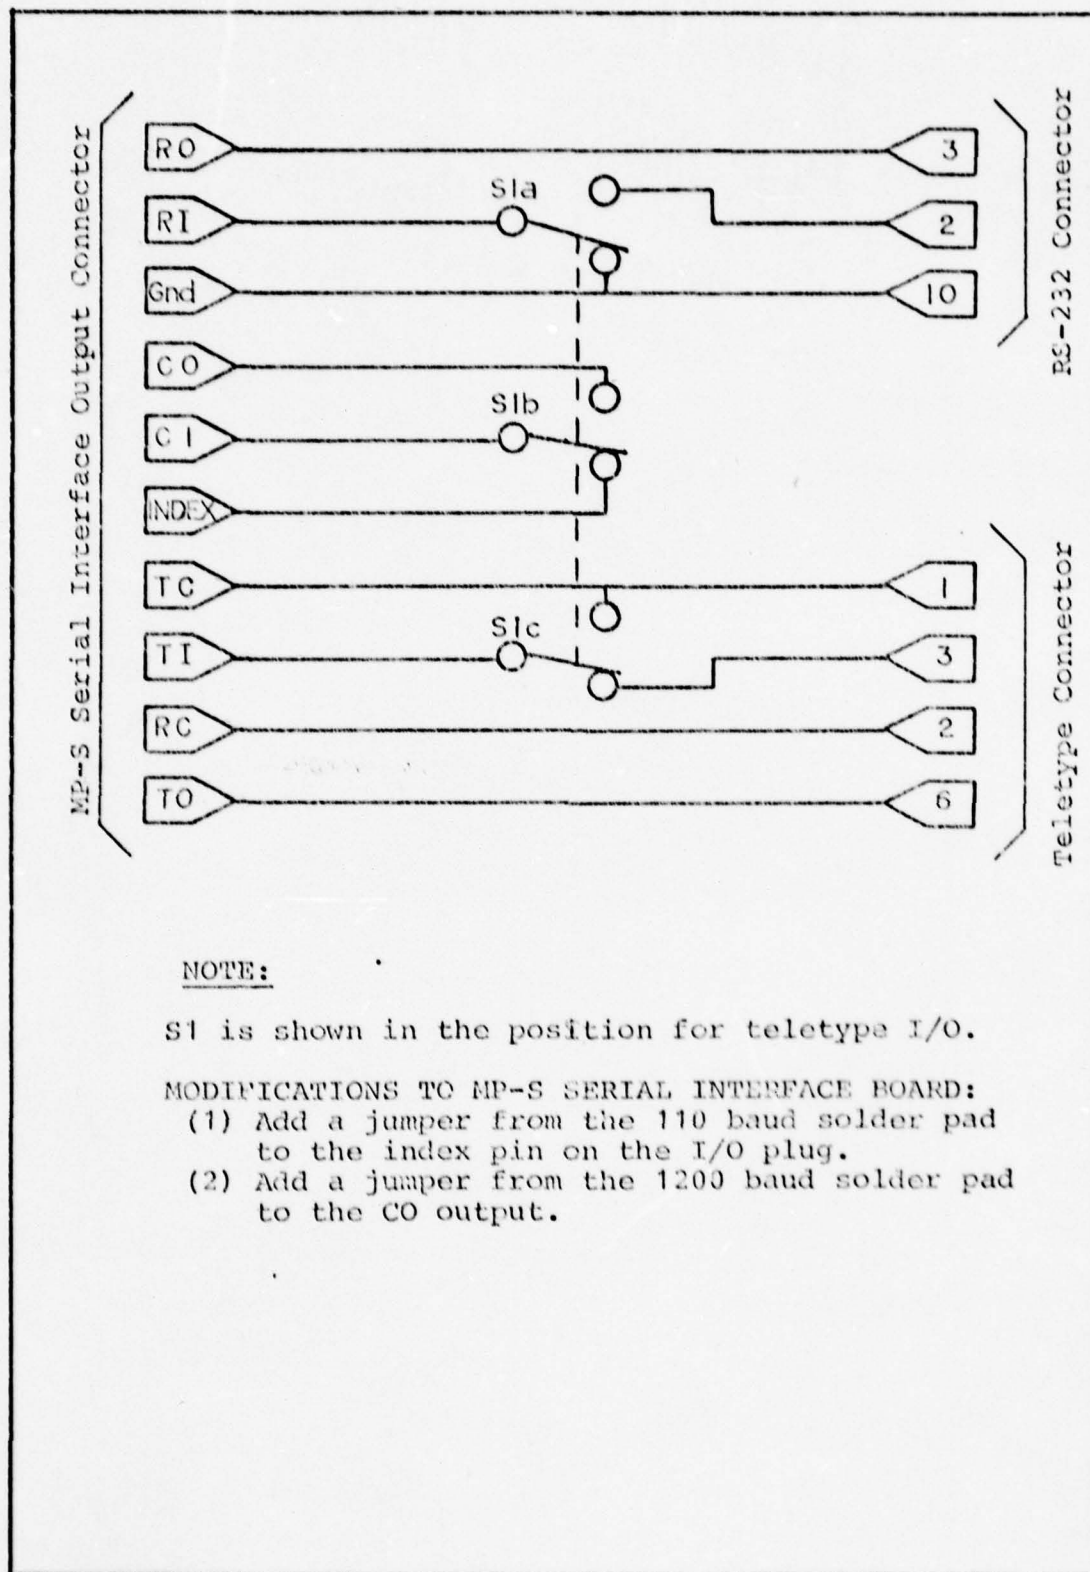 MP-S Serial Interface Output Connector
RO
RI
Gnd
CO
CI
INDEX
TC
TI
RC
TO
S1a
S1b
S1c
3
2
10
RS-232 Connector
1
3
2
6
Teletype Connector
NOTE:
S1 is shown in the position for teletype I/O.
MODIFICATIONS TO MP-S SERIAL INTERFACE BOARD:
(1) Add a jumper from the 110 baud solder pad
to the index pin on the I/O plug.
(2) Add a jumper from the 1200 baud solder pad
to the CO output.